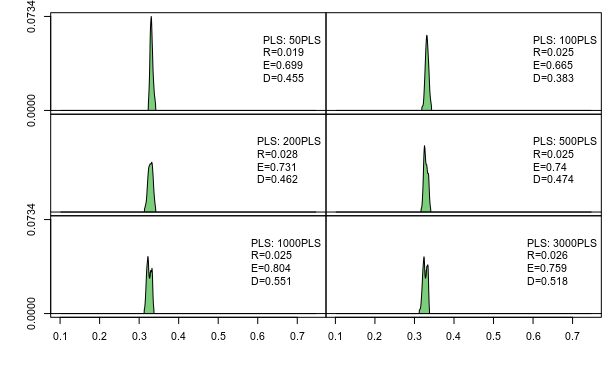 0.0734
0.0000
PLS: 50PLS
R=0.019
E=0.699
D=0.455
PLS: 100PLS
R=0.025
E=0.665
D=0.383
PLS: 200PLS
R=0.028
E=0.731
D=0.462
PLS: 500PLS
R=0.025
E=0.74
D=0.474
0.0734
0.0000
PLS: 1000PLS
R=0.025
E=0.804
D=0.551
PLS: 3000PLS
R=0.026
E=0.759
D=0.518
0.1 0.2 0.3 0.4 0.5 0.6 0.7 0.1 0.2 0.3 0.4 0.5 0.6 0.7